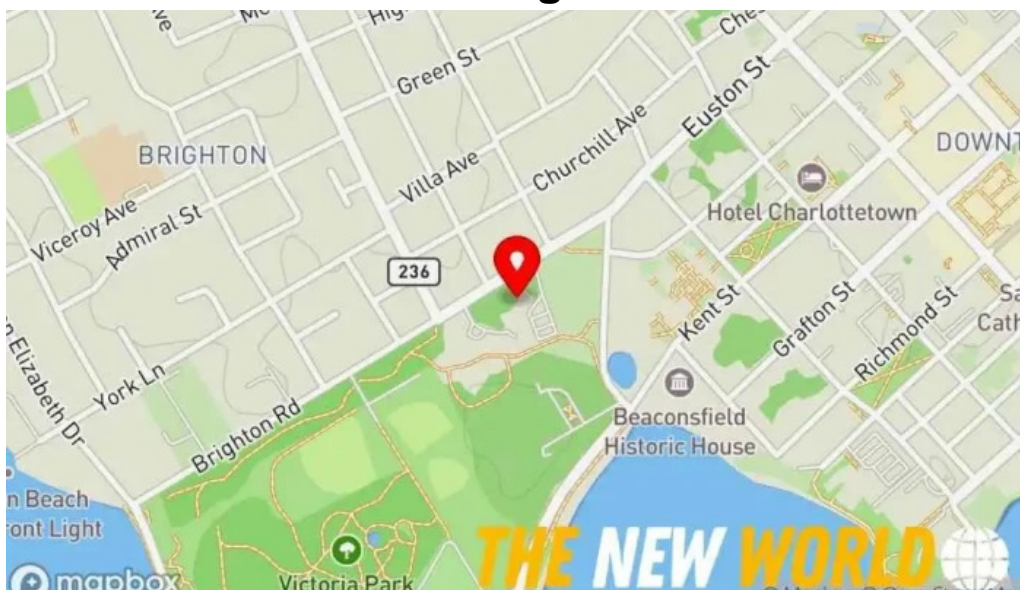 Green St
Euston St
Churchill Ave
BRIGHTON
DOWNT
Villa Ave
Hotel Charlottetown
Viceroy Ave
Admiral St
236
Kent St
Grafton St
Richmond St
Sa
Cath
n Elizabeth Dr
York Ln
Beaconsfield
Historic House
Brighton Rd
n Beach
ront Light
THE NEW WORLD
Victoria Park
mapbox